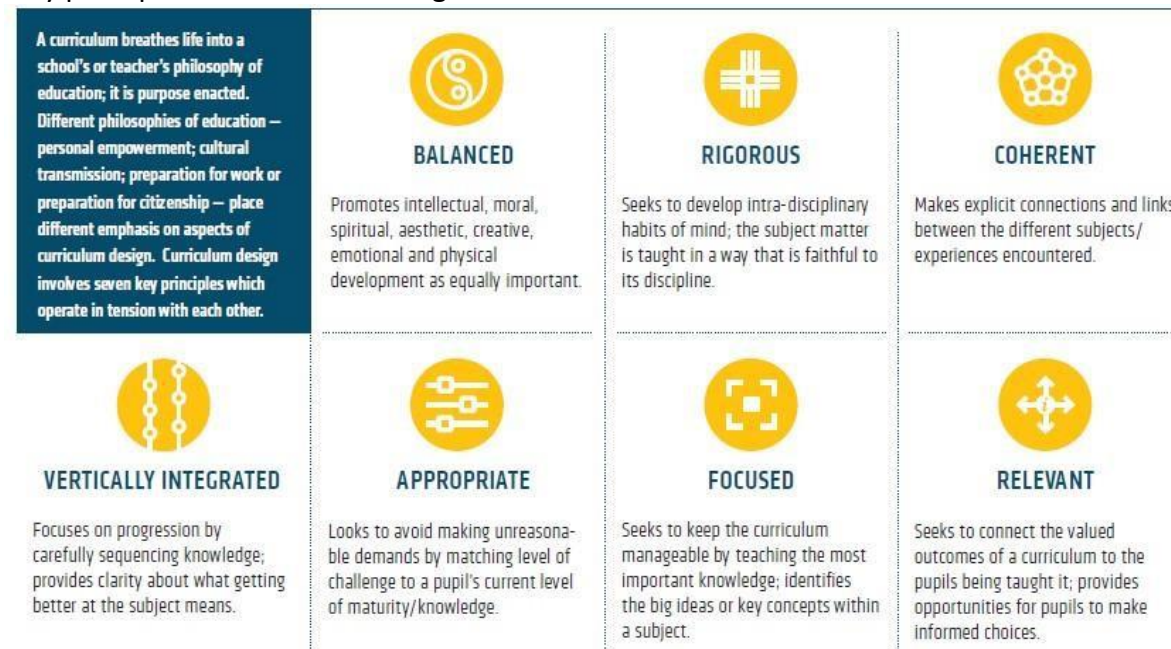 A curriculum breathes life into a
school's or teacher's philosophy of
education; it is purpose enacted.
Different philosophies of education —
personal empowerment; cultural
transmission; preparation for work or
preparation for citizenship — place
different emphasis on aspects of
curriculum design. Curriculum design
involves seven key principles which
operate in tension with each other.
BALANCED
Promotes intellectual, moral,
spiritual, aesthetic, creative,
emotional and physical
development as equally important.
RIGOROUS
Seeks to develop intra-disciplinary
habits of mind; the subject matter
is taught in a way that is faithful to
its discipline.
COHERENT
Makes explicit connections and links
between the different subjects/
experiences encountered.
VERTICALLY INTEGRATED
Focuses on progression by
carefully sequencing knowledge;
provides clarity about what getting
better at the subject means.
APPROPRIATE
Looks to avoid making unreasona-
ble demands by matching level of
challenge to a pupil's current level
of maturity/knowledge.
FOCUSED
Seeks to keep the curriculum
manageable by teaching the most
important knowledge; identifies
the big ideas or key concepts within
a subject.
RELEVANT
Seeks to connect the valued
outcomes of a curriculum to the
pupils being taught it; provides
opportunities for pupils to make
informed choices.